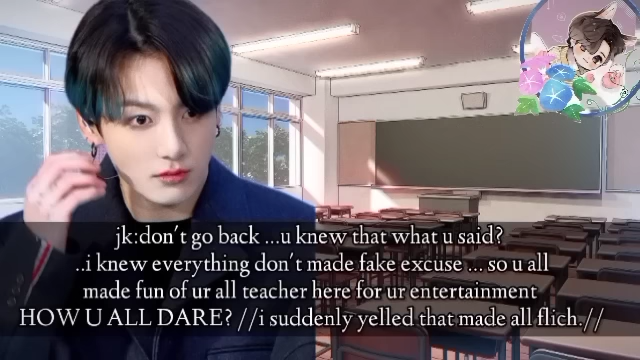 jk:don't go back ...u knew that what u said?
..i knew everything don't made fake excuse ... so u all
made fun of ur all teacher here for ur entertainment
HOW U ALL DARE? //i suddenly yelled that made all flich.//